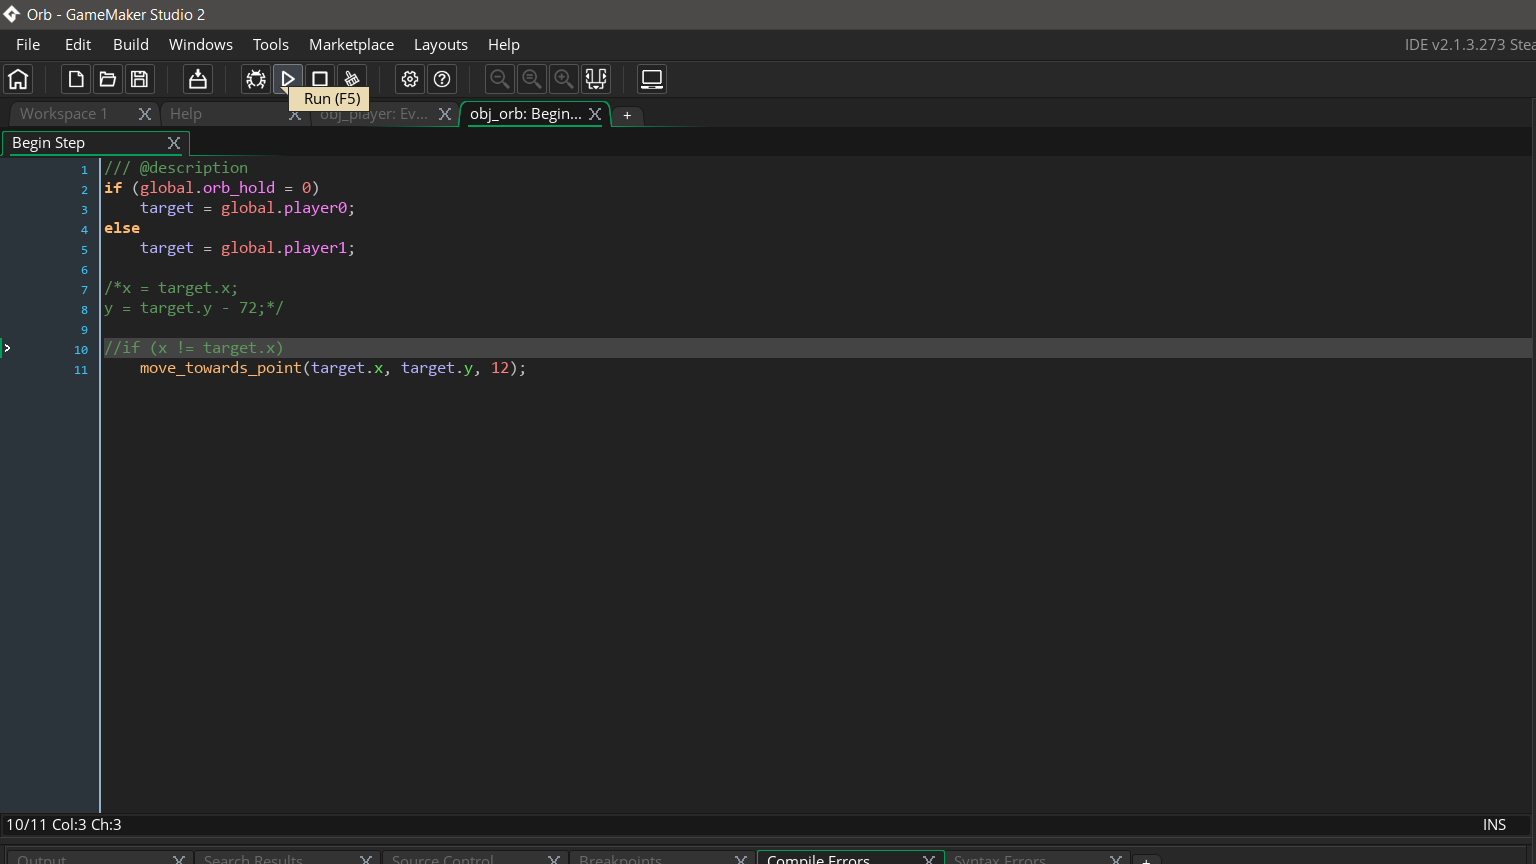 Orb - GameMaker Studio 2
File Edit Build Windows Tools Marketplace Layouts Help IDE v2.1.3.273 Stea
Run (F5)
Workspace 1 Help obj_player: Ev... obj_orb: Begin... +
Begin Step
1 /// @description
2 if (global.orb_hold = 0)
3 target = global.player0;
4 else
5 target = global.player1;
6
7 /*x = target.x;
8 y = target.y - 72;*/
9
10 //if (x != target.x)
11 move_towards_point(target.x, target.y, 12);
10/11 Col:3 Ch:3 INS
Output Search Results Source Control Breakpoints Compile Errors Syntax Errors +